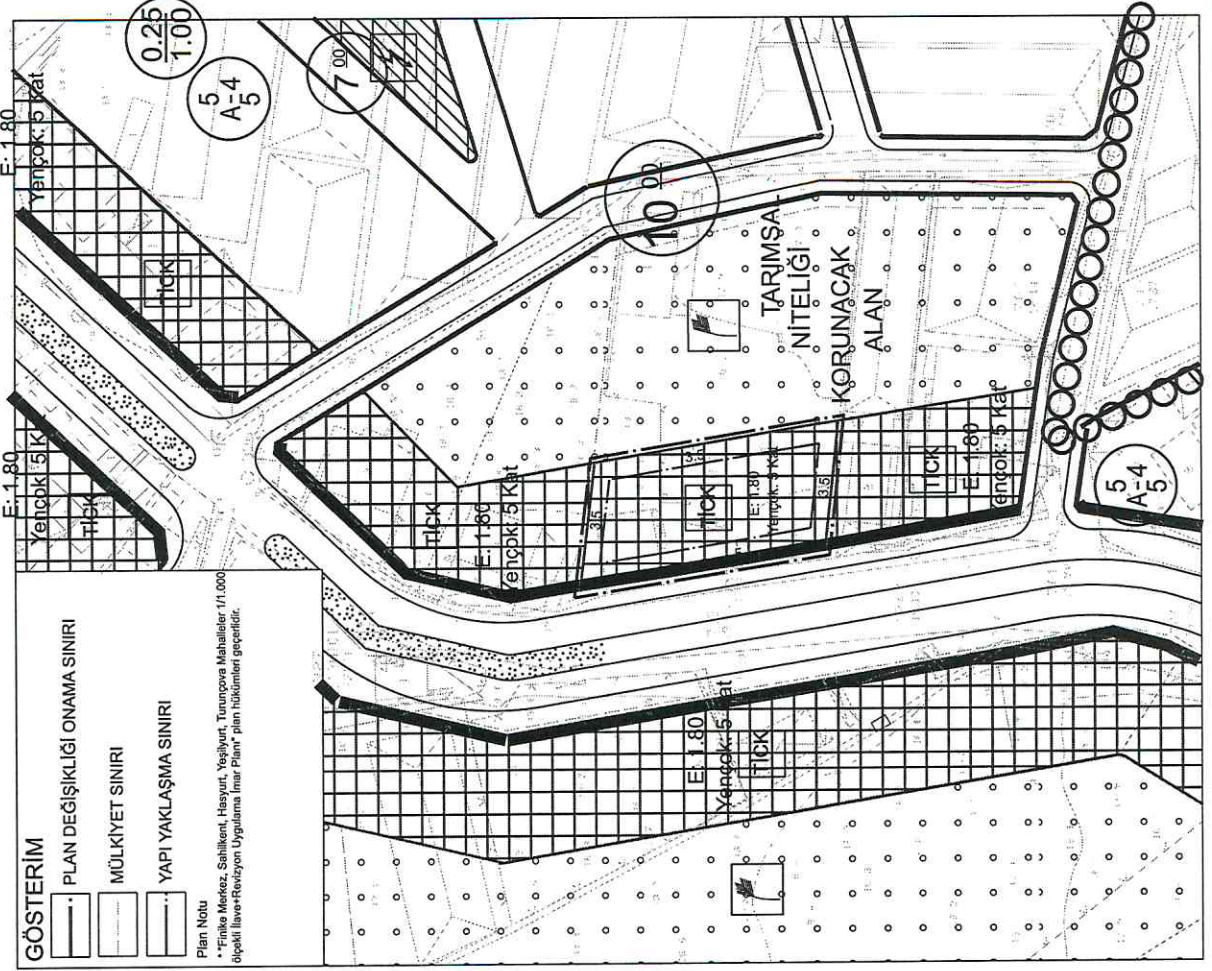 GÖSTERİM
PLAN DEĞİŞİKLİĞİ ONAMA SINIRI
MÜLKİYET SINIRI
YAPI YAKLAŞMA SINIRI
Plan Notu
*"Finike Merkez, Sahilkent, Hasyurt, Yeşilyurt, Turunçova Mahalleler 1/1.000
ölçekli İlave+Revizyon Uygulama İmar Planı" plan hükümleri geçerlidir.
E: 1.80
Yençok: 5 K
TİCK
E: 1.80
Yençok: 5 Kat
TİCK
0.25
1.00
5
A-4
5
7 00
10 00
TİCK
E: 1.80
Yençok: 5 Kat
3.5
3.5
TİCK
E: 1.80
Yençok: 5 Kat
3.5
TİCK
E: 1.80
Yençok: 5 Kat
TARIMSAL
NİTELİĞİ
KORUNACAK
ALAN
E: 1.80
Yençok: 5 Kat
TİCK
5
A-4
5